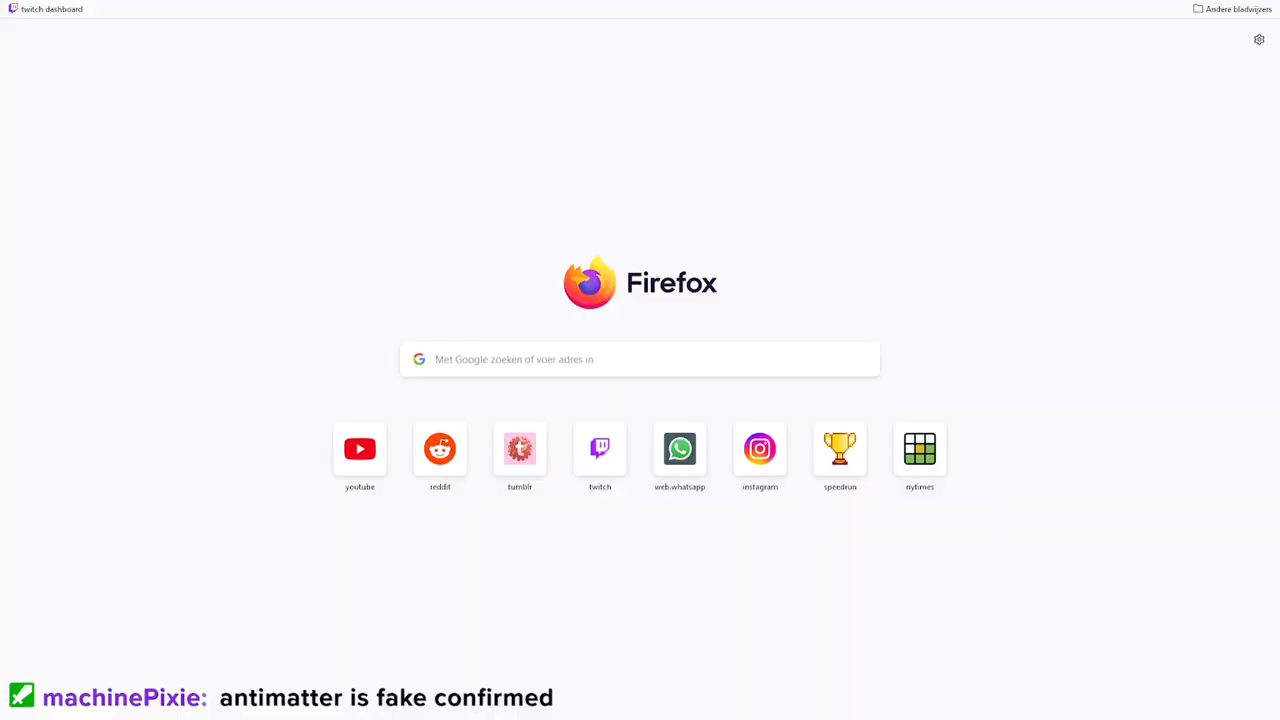 twitch dashboard
Andere bladwijzers
Firefox
Met Google zoeken of voer adres in
youtube
reddit
tumblr
twitch
web.whatsapp
instagram
speedrun
nytimes
machinePixie: antimatter is fake confirmed